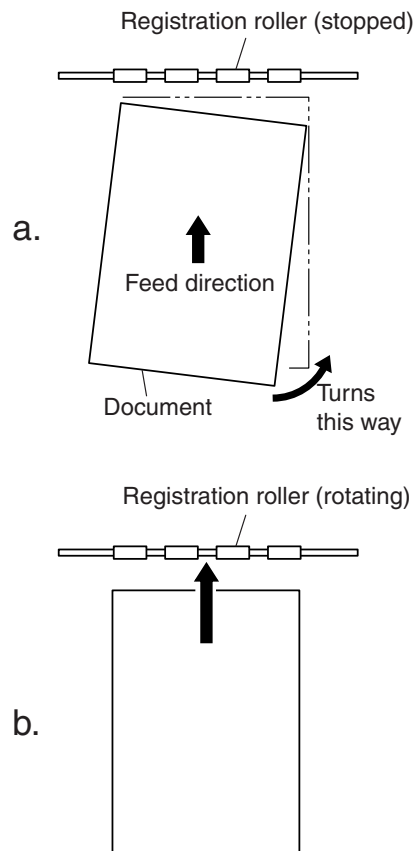 Registration roller (stopped)
a.
Feed direction
Document
Turns
this way
Registration roller (rotating)
b.